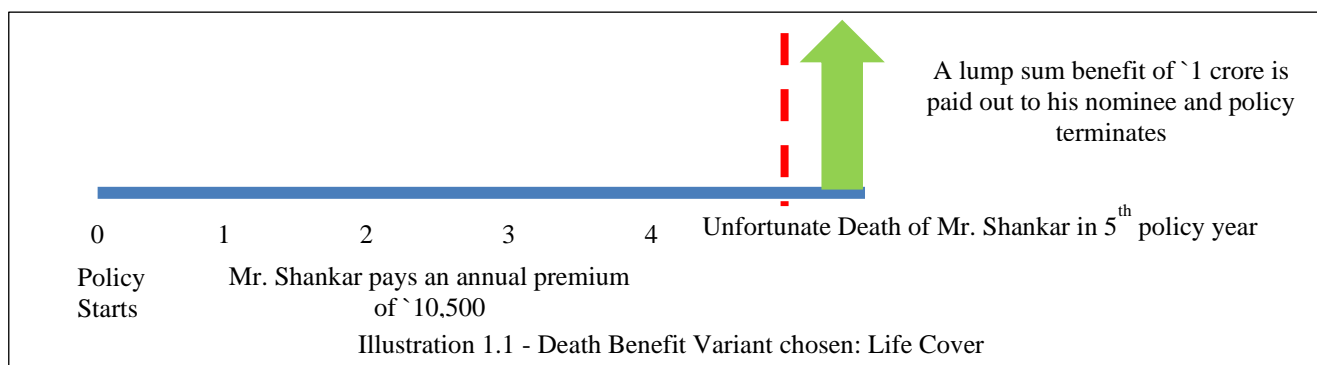 A lump sum benefit of `1 crore is
paid out to his nominee and policy
terminates
0 1 2 3 4 Unfortunate Death of Mr. Shankar in 5th policy year
Policy
Starts
Mr. Shankar pays an annual premium
of `10,500
Illustration 1.1 - Death Benefit Variant chosen: Life Cover